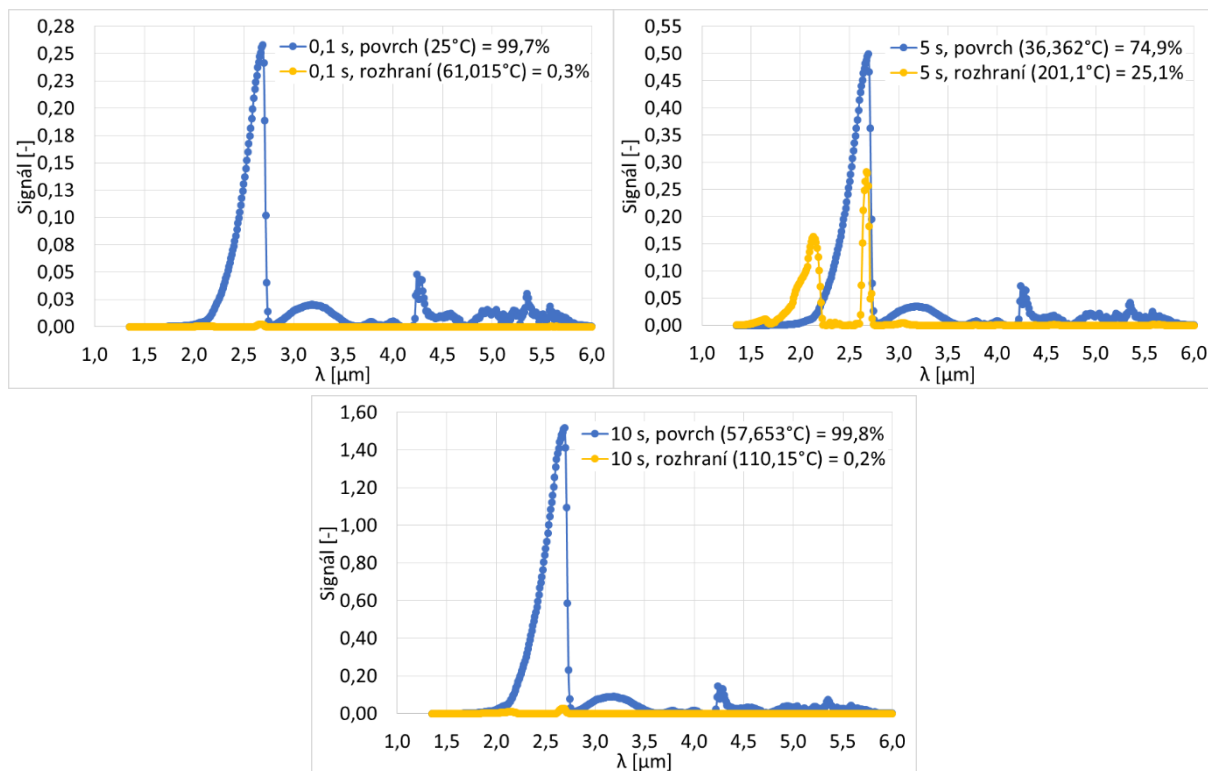 0,28
0,25
0,23
0,20
0,18
0,15
0,13
0,10
0,08
0,05
0,03
0,00
Signál [-]
0,1 s, povrch (25°C) = 99,7%
0,1 s, rozhraní (61,015°C) = 0,3%
1,0 1,5 2,0 2,5 3,0 3,5 4,0 4,5 5,0 5,5 6,0
λ [µm]
0,55
0,50
0,45
0,40
0,35
0,30
0,25
0,20
0,15
0,10
0,05
0,00
Signál [-]
5 s, povrch (36,362°C) = 74,9%
5 s, rozhraní (201,1°C) = 25,1%
1,0 1,5 2,0 2,5 3,0 3,5 4,0 4,5 5,0 5,5 6,0
λ [µm]
1,60
1,40
1,20
1,00
0,80
0,60
0,40
0,20
0,00
Signál [-]
10 s, povrch (57,653°C) = 99,8%
10 s, rozhraní (110,15°C) = 0,2%
1,0 1,5 2,0 2,5 3,0 3,5 4,0 4,5 5,0 5,5 6,0
λ [µm]